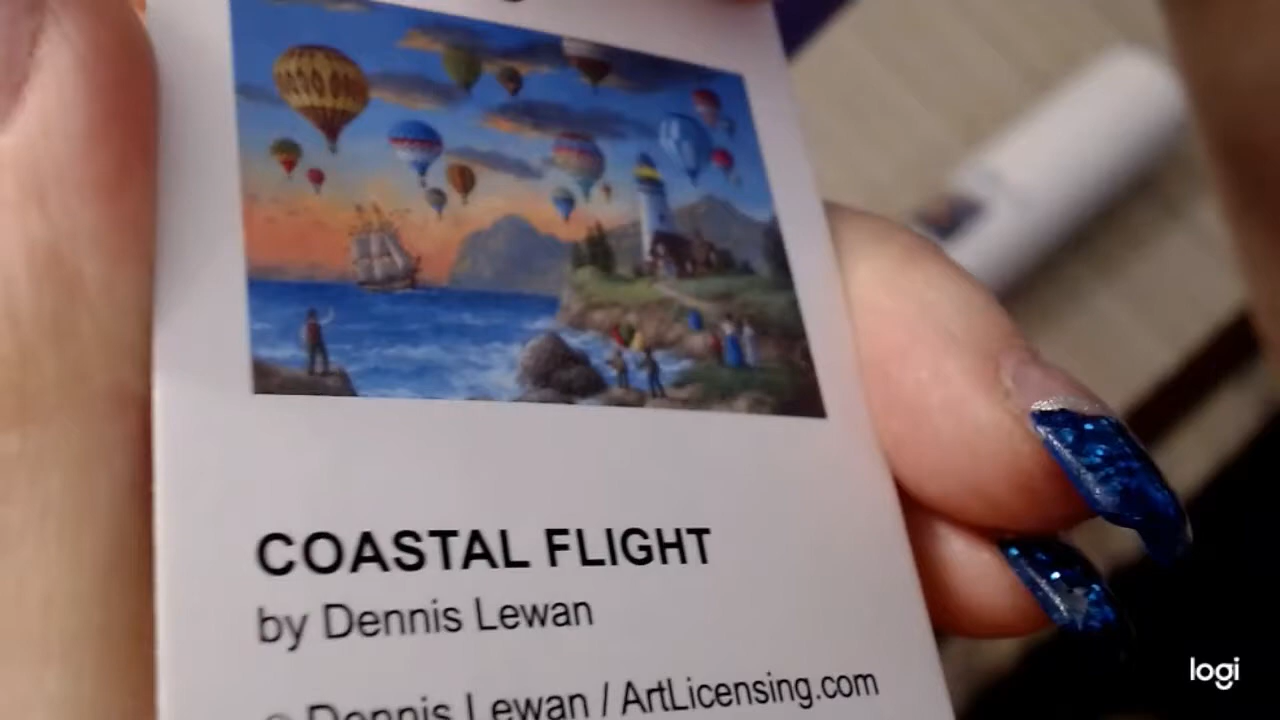 COASTAL FLIGHT
by Dennis Lewan
© Dennis Lewan / ArtLicensing.com
logi